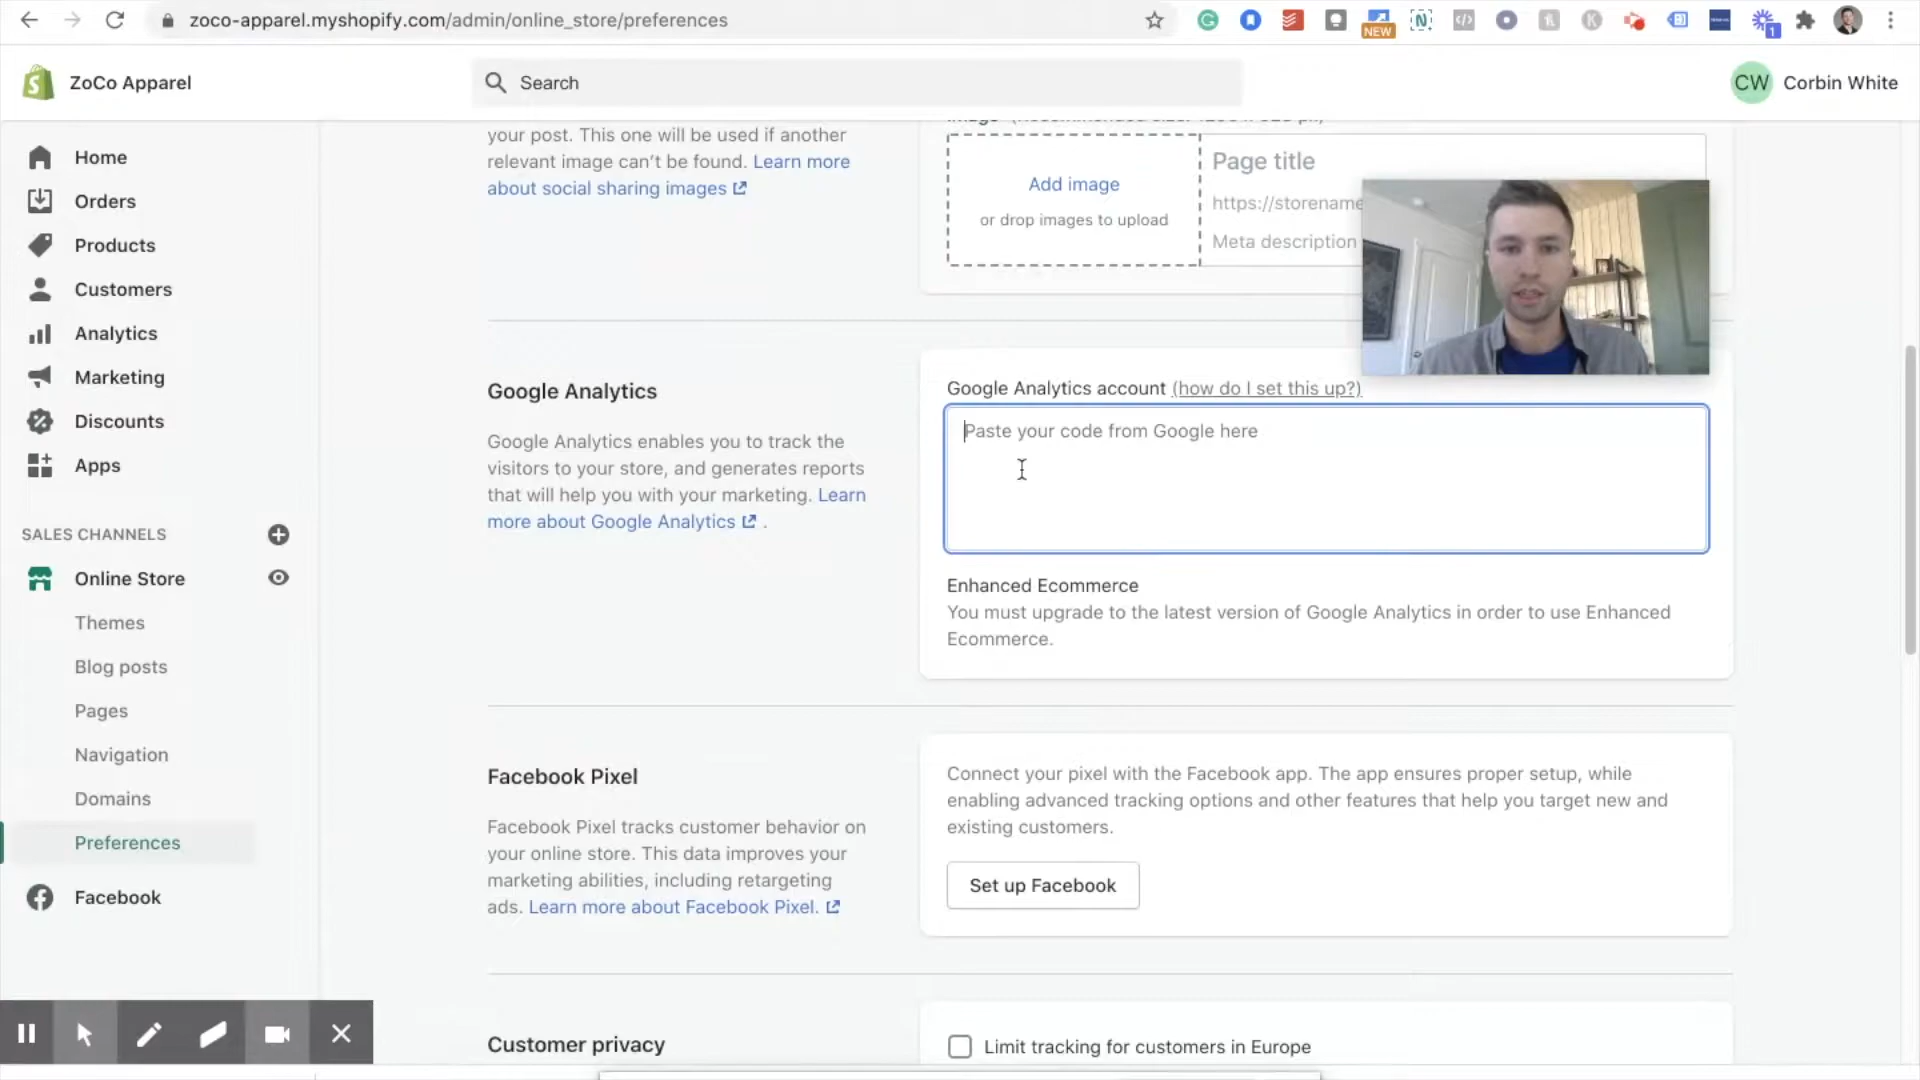 zoco-apparel.myshopify.com/admin/online_store/preferences
NEW
1
ZoCo Apparel
Search
CW
Corbin White
Home
Orders
Products
Customers
Analytics
Marketing
Discounts
Apps
SALES CHANNELS
Online Store
Themes
Blog posts
Pages
Navigation
Domains
Preferences
Facebook
your post. This one will be used if another
relevant image can’t be found. Learn more
about social sharing images
Add image
or drop images to upload
Page title
https://storename
Meta description
Google Analytics
Google Analytics enables you to track the
visitors to your store, and generates reports
that will help you with your marketing. Learn
more about Google Analytics .
Google Analytics account (how do I set this up?)
Paste your code from Google here
Enhanced Ecommerce
You must upgrade to the latest version of Google Analytics in order to use Enhanced
Ecommerce.
Facebook Pixel
Facebook Pixel tracks customer behavior on
your online store. This data improves your
marketing abilities, including retargeting
ads. Learn more about Facebook Pixel.
Connect your pixel with the Facebook app. The app ensures proper setup, while
enabling advanced tracking options and other features that help you target new and
existing customers.
Set up Facebook
Customer privacy
Limit tracking for customers in Europe